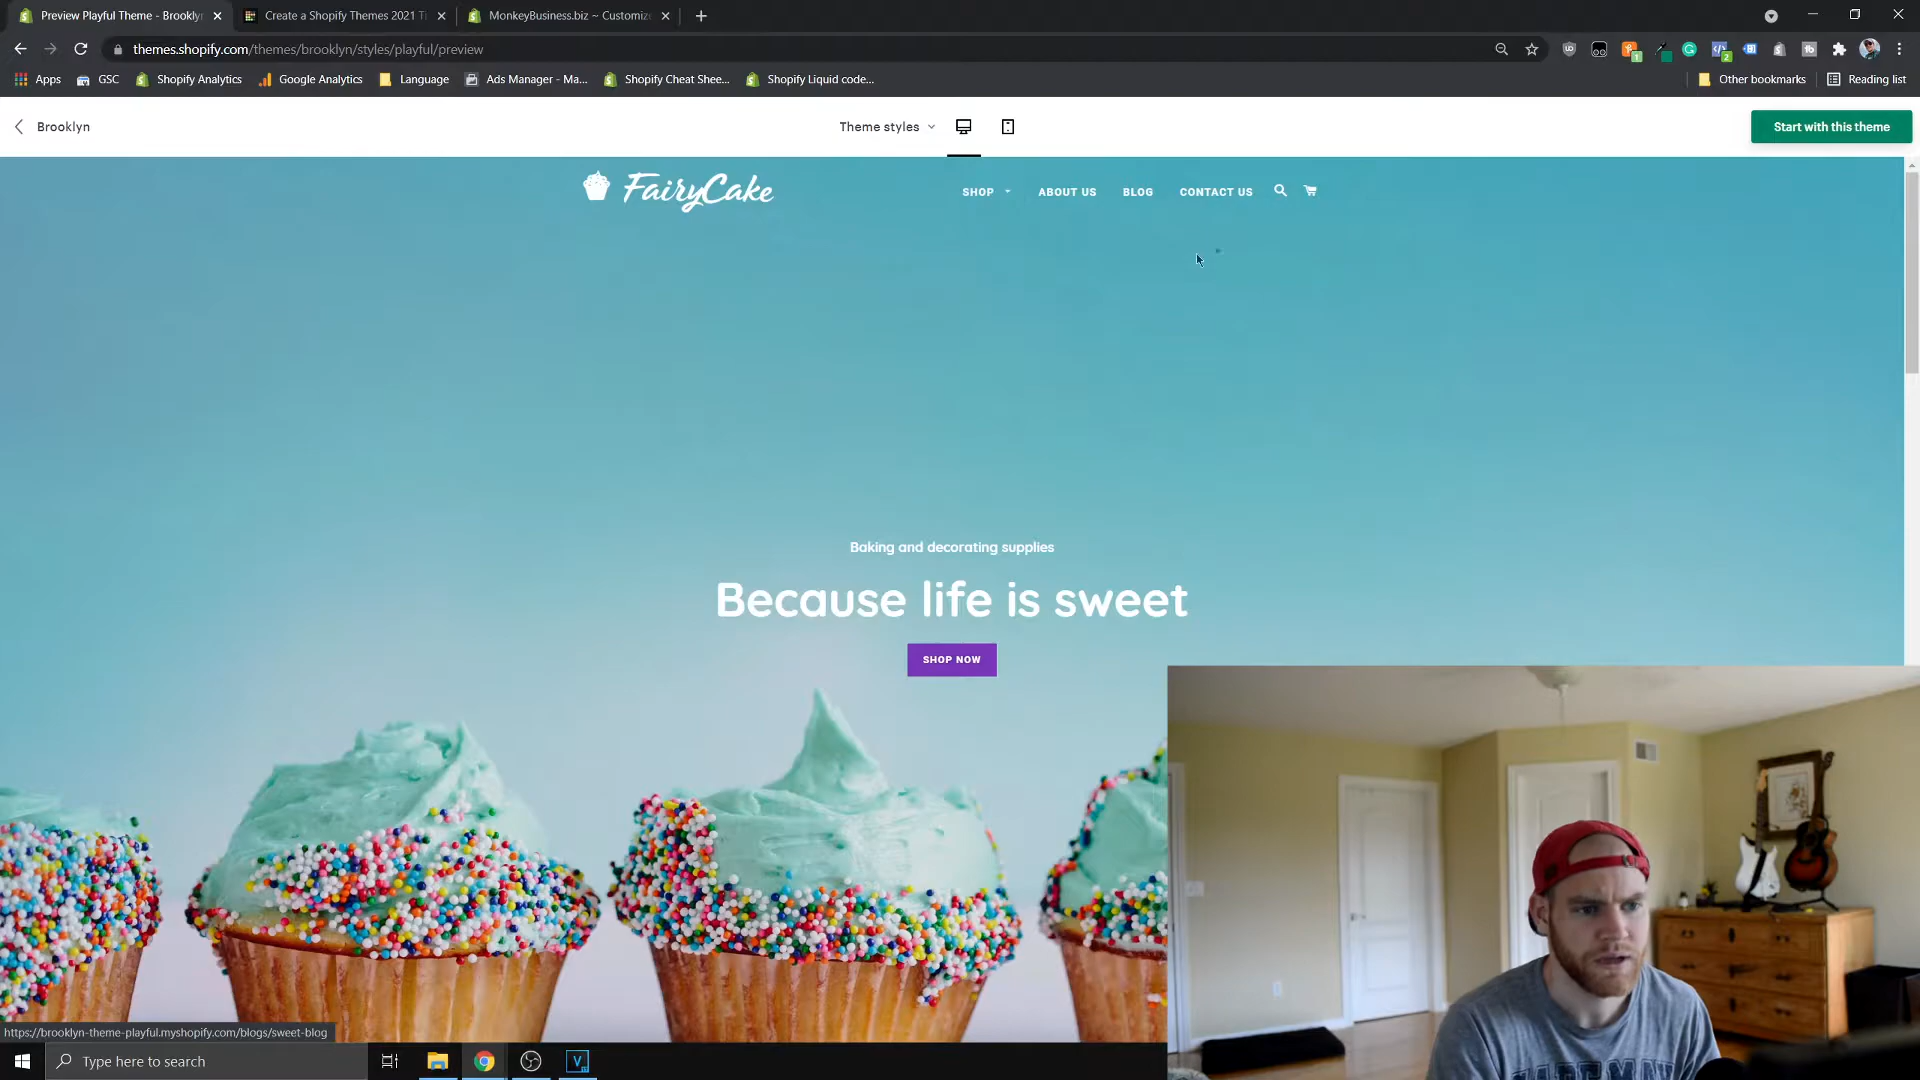 Preview Playful Theme - Brooklyn
Create a Shopify Themes 2021 T
MonkeyBusiness.biz ~ Customize
themes.shopify.com/themes/brooklyn/styles/playful/preview
Apps
GSC
Shopify Analytics
Google Analytics
Language
Ads Manager - Ma...
Shopify Cheat Shee...
Shopify Liquid code...
Other bookmarks
Reading list
Brooklyn
Theme styles
Start with this theme
FairyCake
SHOP
ABOUT US
BLOG
CONTACT US
Baking and decorating supplies
Because life is sweet
SHOP NOW
https://brooklyn-theme-playful.myshopify.com/blogs/sweet-blog
Type here to search